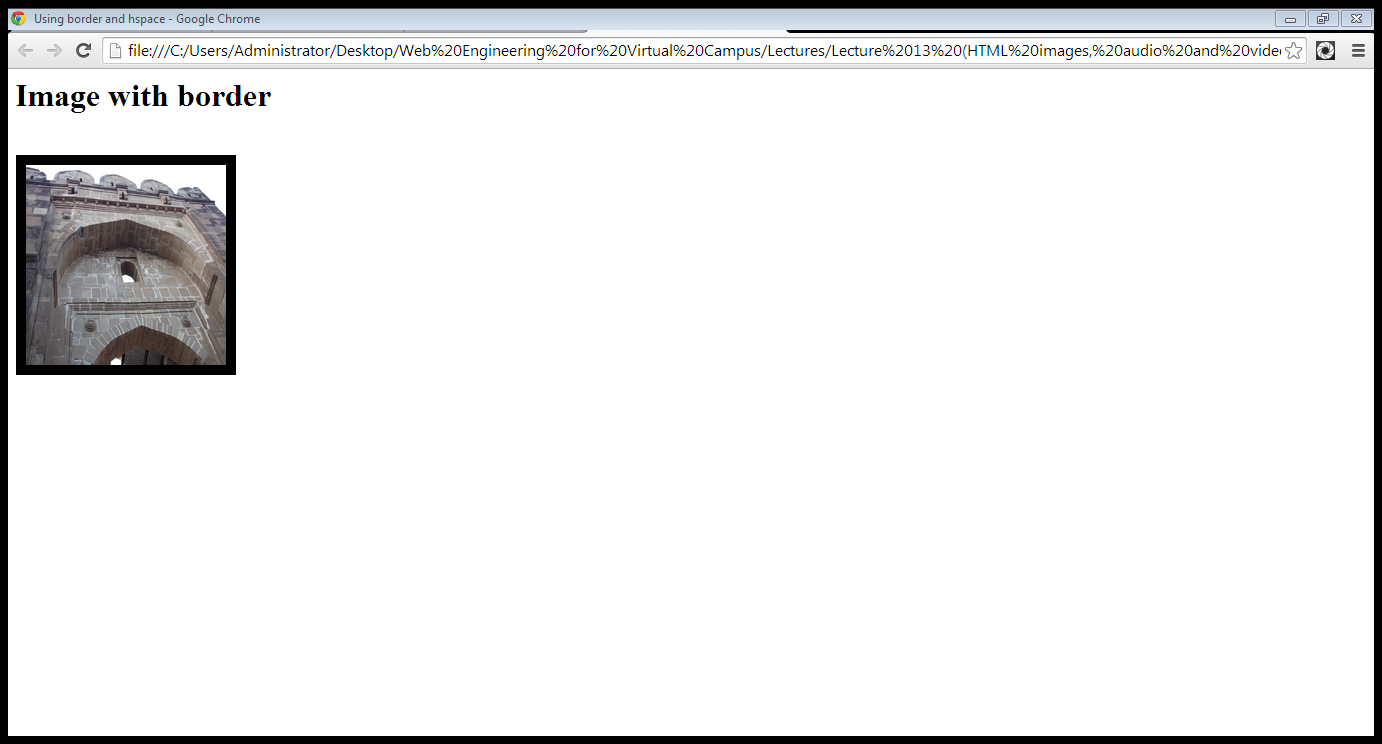 Using border and hspace - Google Chrome
file:///C:/Users/Administrator/Desktop/Web%20Engineering%20for%20Virtual%20Campus/Lectures/Lecture%2013%20(HTML%20images,%20audio%20and%20video
Image with border